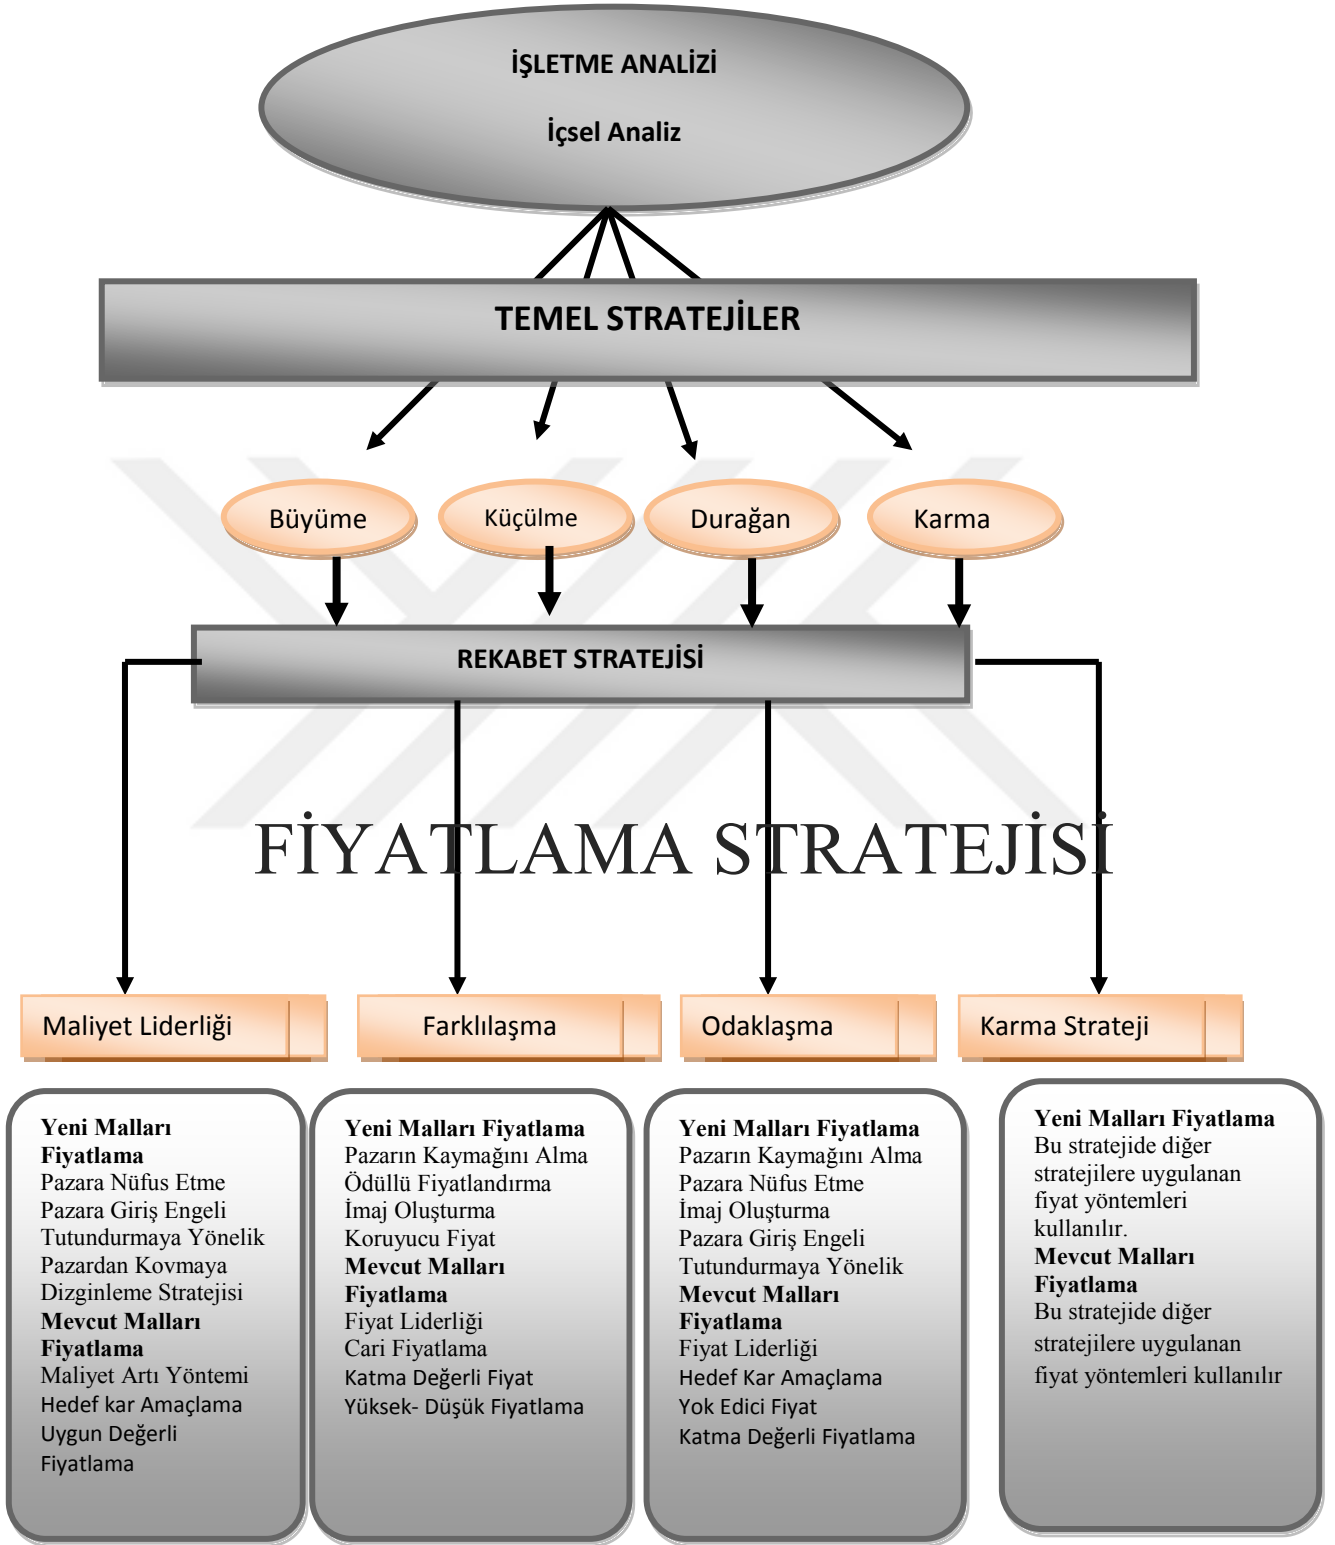 İŞLETME ANALİZİ
İçsel Analiz
TEMEL STRATEJİLER
Büyüme
Küçülme
Durağan
Karma
REKABET STRATEJİSİ
FİYATLAMA STRATEJİSİ
Maliyet Liderliği
Farklılaşma
Odaklaşma
Karma Strateji
Yeni Malları
Fiyatlama
Pazara Nüfus Etme
Pazara Giriş Engeli
Tutundurmaya Yönelik
Pazardan Kovmaya
Dizginleme Stratejisi
Mevcut Malları
Fiyatlama
Maliyet Artı Yöntemi
Hedef kar Amaçlama
Uygun Değerli
Fiyatlama
Yeni Malları Fiyatlama
Pazarın Kaymağını Alma
Ödüllü Fiyatlandırma
İmaj Oluşturma
Koruyucu Fiyat
Mevcut Malları
Fiyatlama
Fiyat Liderliği
Cari Fiyatlama
Katma Değerli Fiyat
Yüksek- Düşük Fiyatlama
Yeni Malları Fiyatlama
Pazarın Kaymağını Alma
Pazara Nüfus Etme
İmaj Oluşturma
Pazara Giriş Engeli
Tutundurmaya Yönelik
Mevcut Malları
Fiyatlama
Fiyat Liderliği
Hedef Kar Amaçlama
Yok Edici Fiyat
Katma Değerli Fiyatlama
Yeni Malları Fiyatlama
Bu stratejide diğer
stratejilere uygulanan
fiyat yöntemleri
kullanılır.
Mevcut Malları
Fiyatlama
Bu stratejide diğer
stratejilere uygulanan
fiyat yöntemleri kullanılır